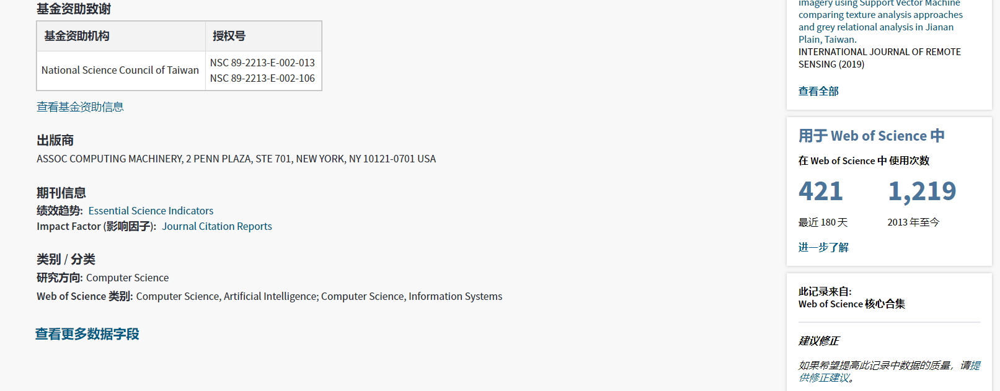 基金资助致谢
基金资助机构 授权号
National Science Council of Taiwan
NSC 89-2213-E-002-013
NSC 89-2213-E-002-106
查看基金资助信息
出版商
ASSOC COMPUTING MACHINERY, 2 PENN PLAZA, STE 701, NEW YORK, NY 10121-0701 USA
期刊信息
绩效趋势: Essential Science Indicators
Impact Factor (影响因子): Journal Citation Reports
类别 / 分类
研究方向: Computer Science
Web of Science 类别: Computer Science, Artificial Intelligence; Computer Science, Information Systems
查看更多数据字段
imagery using Support Vector Machine
comparing texture analysis approaches
and grey relational analysis in Jianan
Plain, Taiwan.
INTERNATIONAL JOURNAL OF REMOTE
SENSING (2019)
查看全部
用于 Web of Science 中
在 Web of Science 中 使用次数
421 1,219
最近 180 天 2013 年至今
进一步了解
此记录来自:
Web of Science 核心合集
建议修正
如果希望提高此记录中数据的质量，请提
供修正建议。